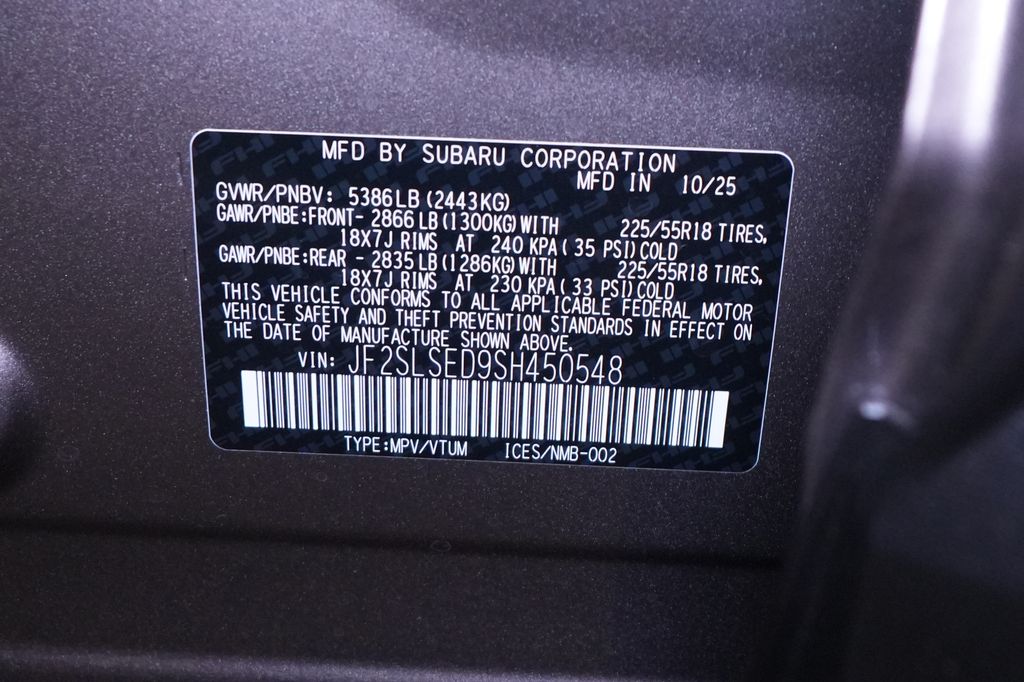 MFD BY SUBARU CORPORATION
MFD IN 10/25
GVWR/PNBV: 5386LB (2443KG)
GAWR/PNBE:FRONT- 2866 LB (1300KG) WITH 225/55R18 TIRES,
18X7J RIMS AT 240 KPA ( 35 PSI) COLD
GAWR/PNBE:REAR - 2835 LB (1286KG) WITH 225/55R18 TIRES,
18X7J RIMS AT 230 KPA ( 33 PSI) COLD
THIS VEHICLE CONFORMS TO ALL APPLICABLE FEDERAL MOTOR
VEHICLE SAFETY AND THEFT PREVENTION STANDARDS IN EFFECT ON
THE DATE OF MANUFACTURE SHOWN ABOVE.
VIN: JF2SLSED9SH450548
TYPE:MPV/VTUM ICES/NMB-002